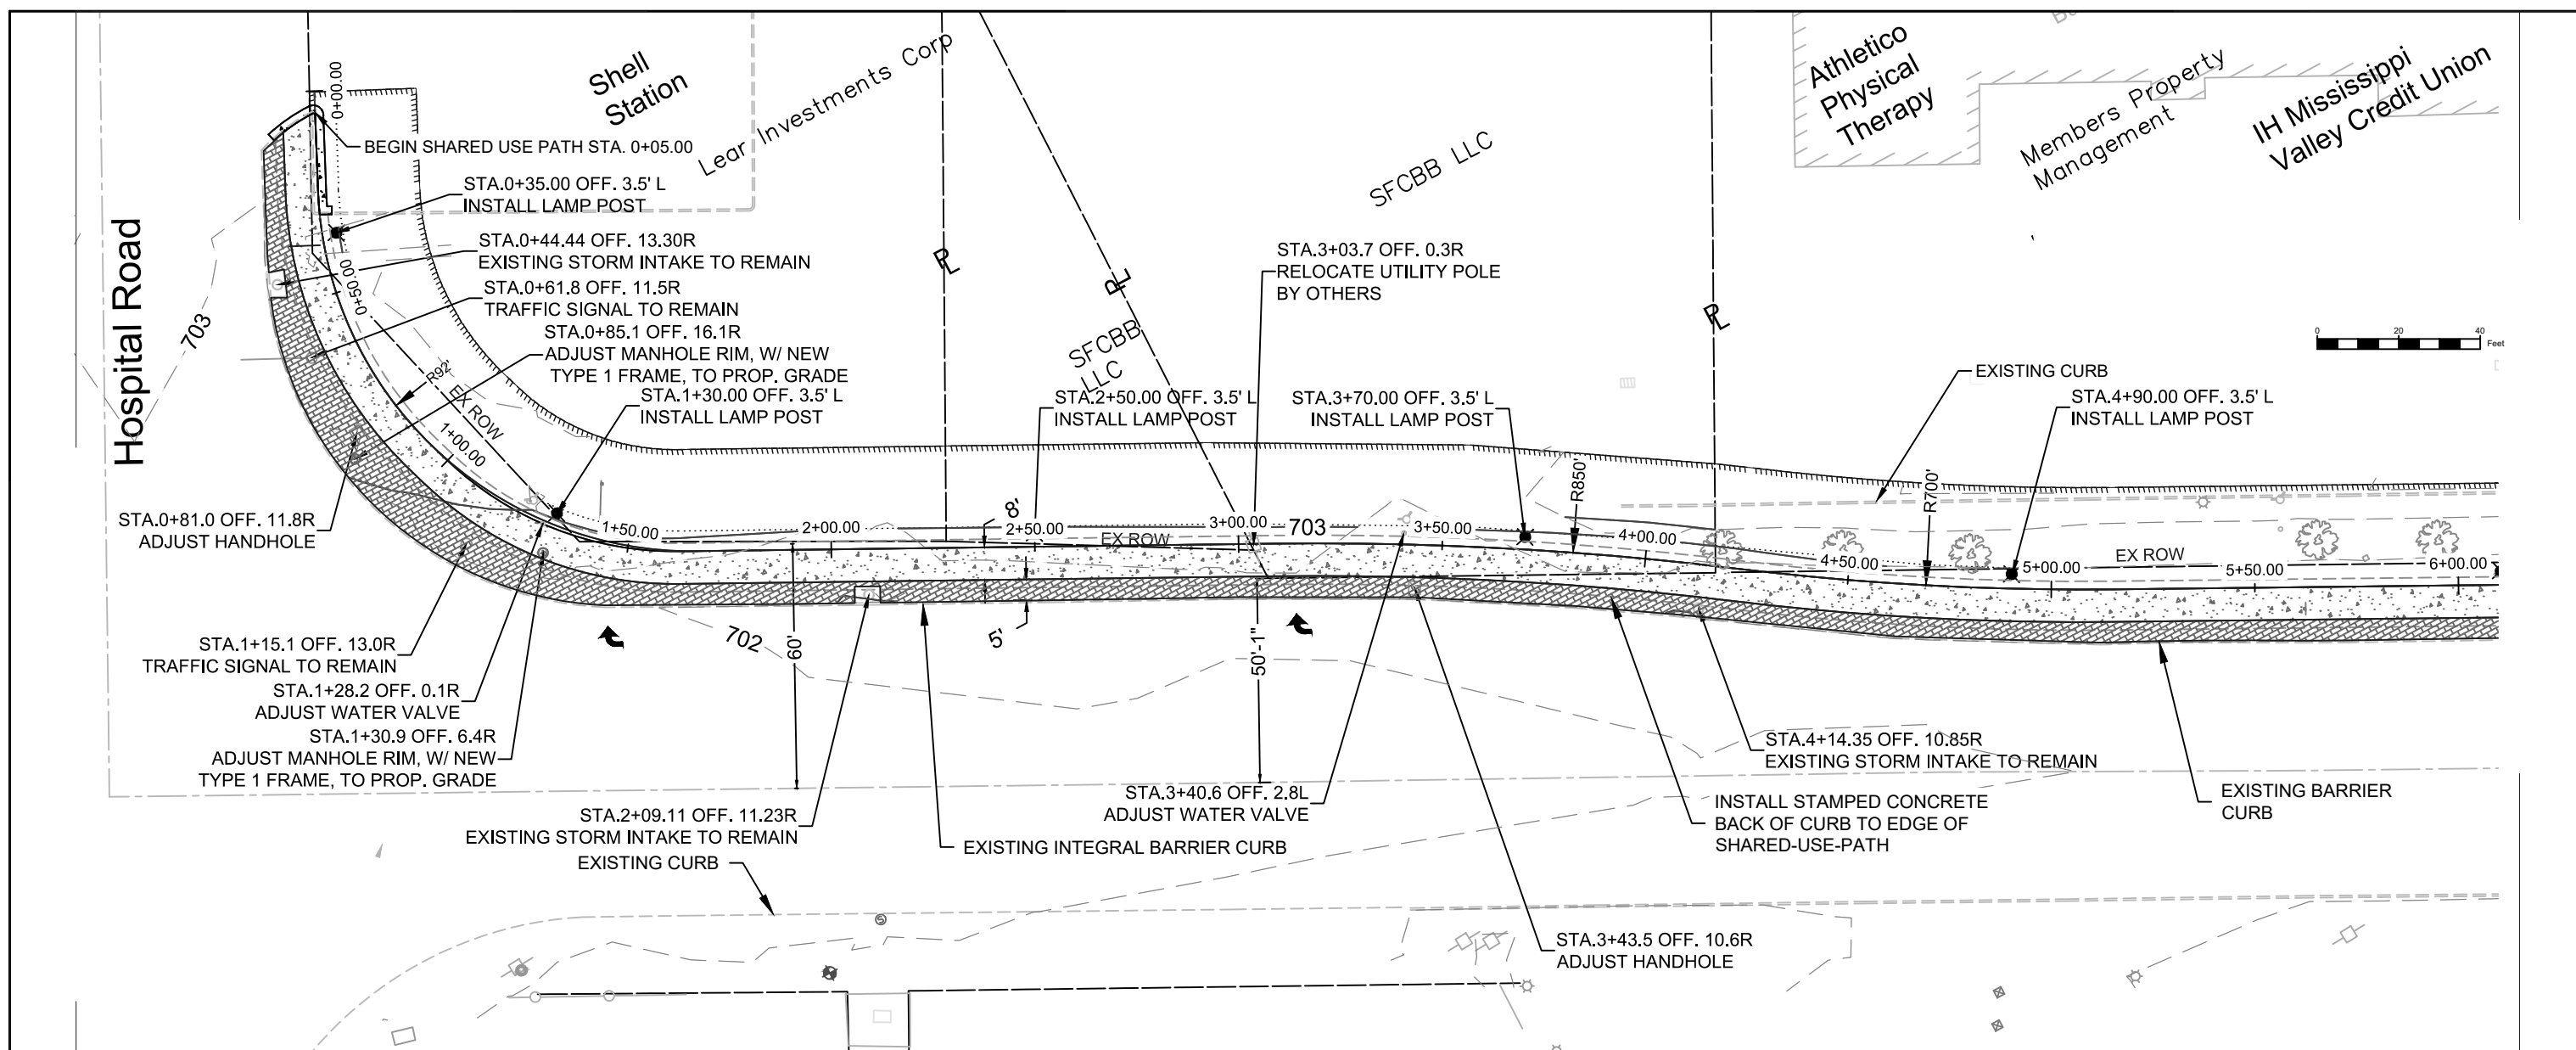 Shell
Station
Lear Investments Corp
Athletico
Physical
Therapy
Members Property
Management
IH Mississippi
Valley Credit Union
SFCBB LLC
SFCBB
LLC
Hospital Road
0+00.00
BEGIN SHARED USE PATH STA. 0+05.00
STA.0+35.00 OFF. 3.5' L
INSTALL LAMP POST
STA.0+44.44 OFF. 13.30R
EXISTING STORM INTAKE TO REMAIN
STA.0+61.8 OFF. 11.5R
TRAFFIC SIGNAL TO REMAIN
STA.0+85.1 OFF. 16.1R
ADJUST MANHOLE RIM, W/ NEW
TYPE 1 FRAME, TO PROP. GRADE
STA.1+30.00 OFF. 3.5' L
INSTALL LAMP POST
STA.3+03.7 OFF. 0.3R
RELOCATE UTILITY POLE
BY OTHERS
STA.2+50.00 OFF. 3.5' L
INSTALL LAMP POST
STA.3+70.00 OFF. 3.5' L
INSTALL LAMP POST
EXISTING CURB
STA.4+90.00 OFF. 3.5' L
INSTALL LAMP POST
0 20 40
Feet
PL
PL
PL
703
0+50.00
R92'
EX ROW
1+00.00
1+50.00
2+00.00
2+50.00
3+00.00
703
3+50.00
4+00.00
4+50.00
5+00.00
5+50.00
6+00.00
EX ROW
EX ROW
8'
5'
R850'
R700'
60'
50'-1"
702
STA.0+81.0 OFF. 11.8R
ADJUST HANDHOLE
STA.1+15.1 OFF. 13.0R
TRAFFIC SIGNAL TO REMAIN
STA.1+28.2 OFF. 0.1R
ADJUST WATER VALVE
STA.1+30.9 OFF. 6.4R
ADJUST MANHOLE RIM, W/ NEW
TYPE 1 FRAME, TO PROP. GRADE
STA.2+09.11 OFF. 11.23R
EXISTING STORM INTAKE TO REMAIN
EXISTING CURB
EXISTING INTEGRAL BARRIER CURB
STA.3+40.6 OFF. 2.8L
ADJUST WATER VALVE
STA.4+14.35 OFF. 10.85R
EXISTING STORM INTAKE TO REMAIN
INSTALL STAMPED CONCRETE
BACK OF CURB TO EDGE OF
SHARED-USE-PATH
EXISTING BARRIER
CURB
STA.3+43.5 OFF. 10.6R
ADJUST HANDHOLE